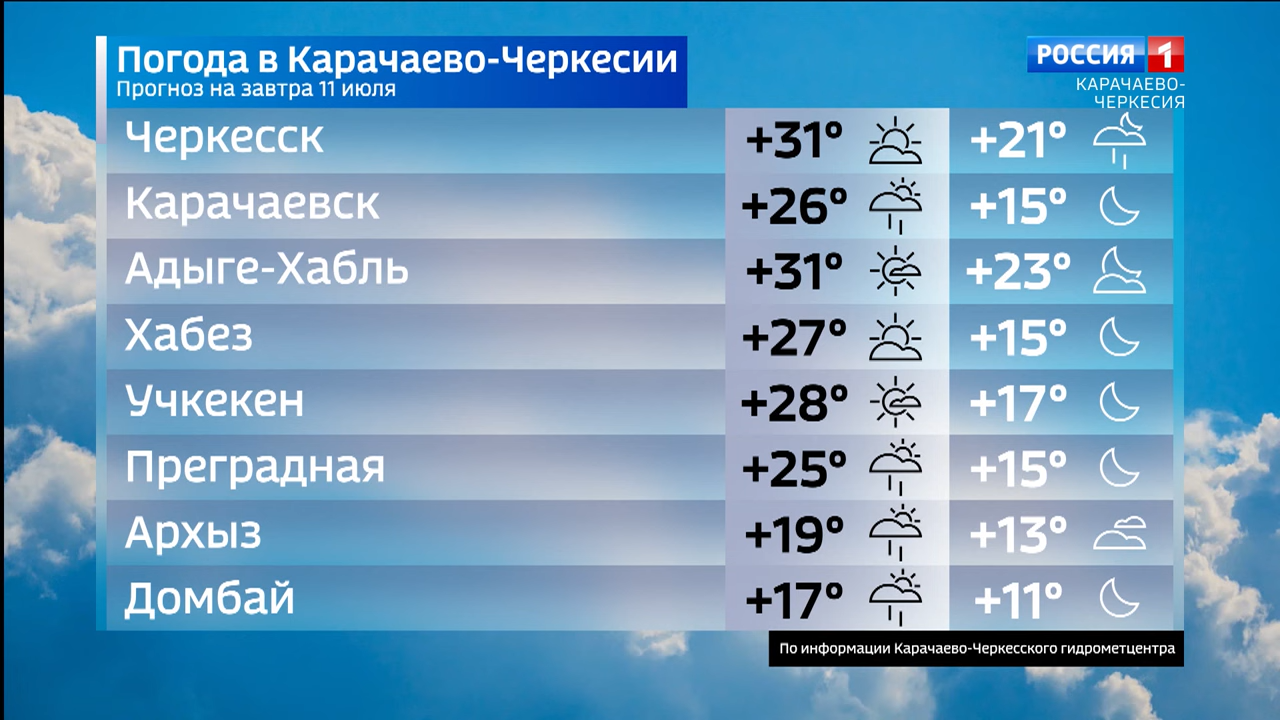 Погода в Карачаево-Черкесии
Прогноз на завтра 11 июля
РОССИЯ 1
КАРАЧАЕВО-
ЧЕРКЕСИЯ
Черкесск +31° +21°
Карачаевск +26° +15°
Адыге-Хабль +31° +23°
Хабез +27° +15°
Учкекен +28° +17°
Преградная +25° +15°
Архыз +19° +13°
Домбай +17° +11°
По информации Карачаево-Черкесского гидрометцентра